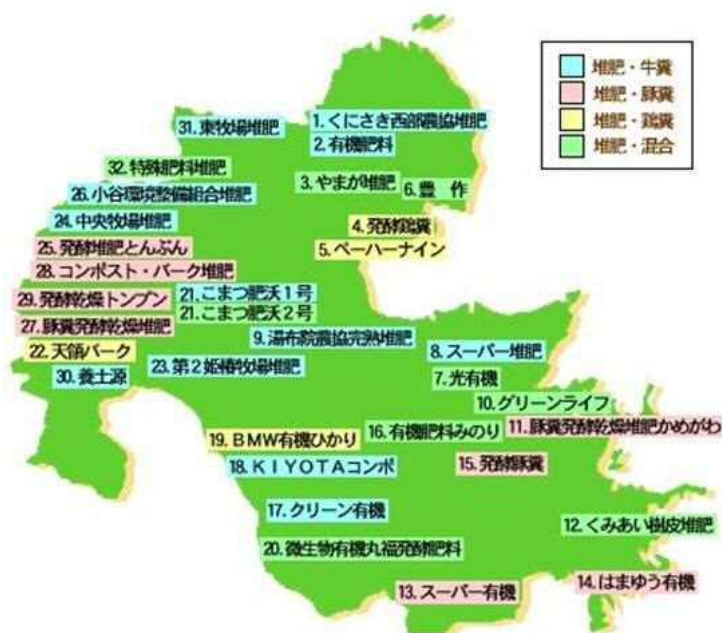 堆肥・牛糞
堆肥・豚糞
堆肥・鶏糞
堆肥・混合
31. 東牧場堆肥
1. くにさき西部農協堆肥
2. 有機肥料
32. 特殊肥料堆肥
3. やまが堆肥
6. 豊 作
26. 小谷環境整備組合堆肥
24. 中央牧場堆肥
4. 発酵鶏糞
25. 発酵堆肥とんぶん
5. ペーハーナイン
28. コンポスト・バーク堆肥
29. 発酵乾燥トンプン
21. こまつ肥沃1号
27. 豚糞発酵乾燥堆肥
21. こまつ肥沃2号
9. 湯布院農協完熟堆肥
22. 天領バーク
8. スーパー堆肥
30. 養土源
23. 第2姫椿牧場堆肥
7. 光有機
10. グリーンライフ
19. BMW有機ひかり
16. 有機肥料みのり
11. 豚糞発酵乾燥堆肥かめがわ
18. KIYOTAコンポ
15. 発酵豚糞
17. クリーン有機
12. くみあい樹皮堆肥
20. 微生物有機丸福発酵肥料
13. スーパー有機
14. はまゆう有機